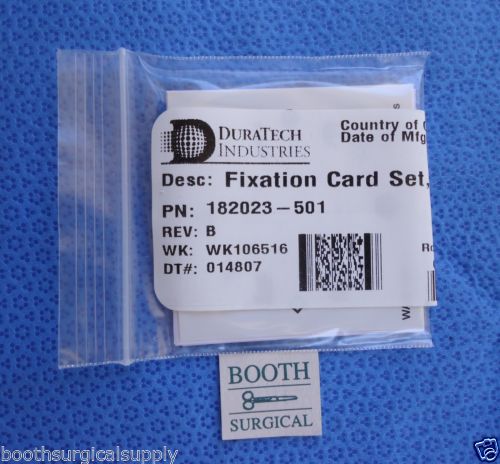 DURATECH
INDUSTRIES
Country of
Date of Mfg
Desc: Fixation Card Set,
PN: 182023-501
REV: B
WK: WK106516
DT#: 014807
BOOTH
SURGICAL
boothsurgicalsupply